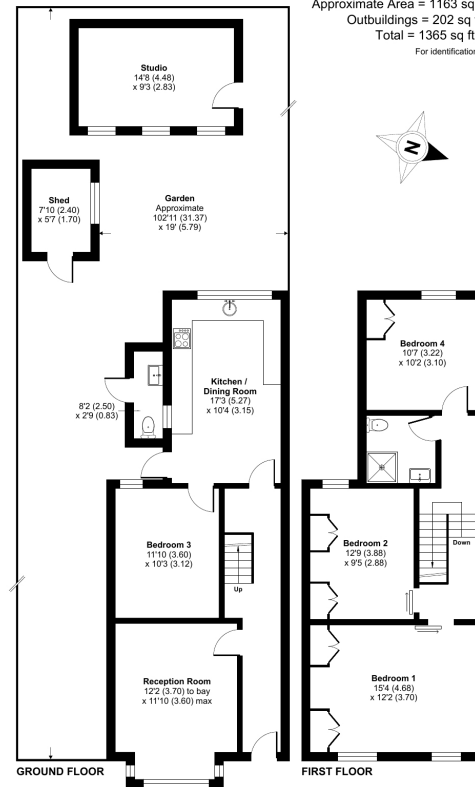 Approximate Area = 1163 sq
Outbuildings = 202 sq
Total = 1365 sq ft
For identification
Studio
14'8 (4.48)
x 9'3 (2.83)
N
Shed
7'10 (2.40)
x 5'7 (1.70)
Garden
Approximate
102'11 (31.37)
x 19' (5.79)
Kitchen /
Dining Room
17'3 (5.27)
x 10'4 (3.15)
8'2 (2.50)
x 2'9 (0.83)
Bedroom 4
10'7 (3.22)
x 10'2 (3.10)
Bedroom 3
11'10 (3.60)
x 10'3 (3.12)
Up
Bedroom 2
12'9 (3.88)
x 9'5 (2.88)
Down
Reception Room
12'2 (3.70) to bay
x 11'10 (3.60) max
Bedroom 1
15'4 (4.68)
x 12'2 (3.70)
GROUND FLOOR
FIRST FLOOR